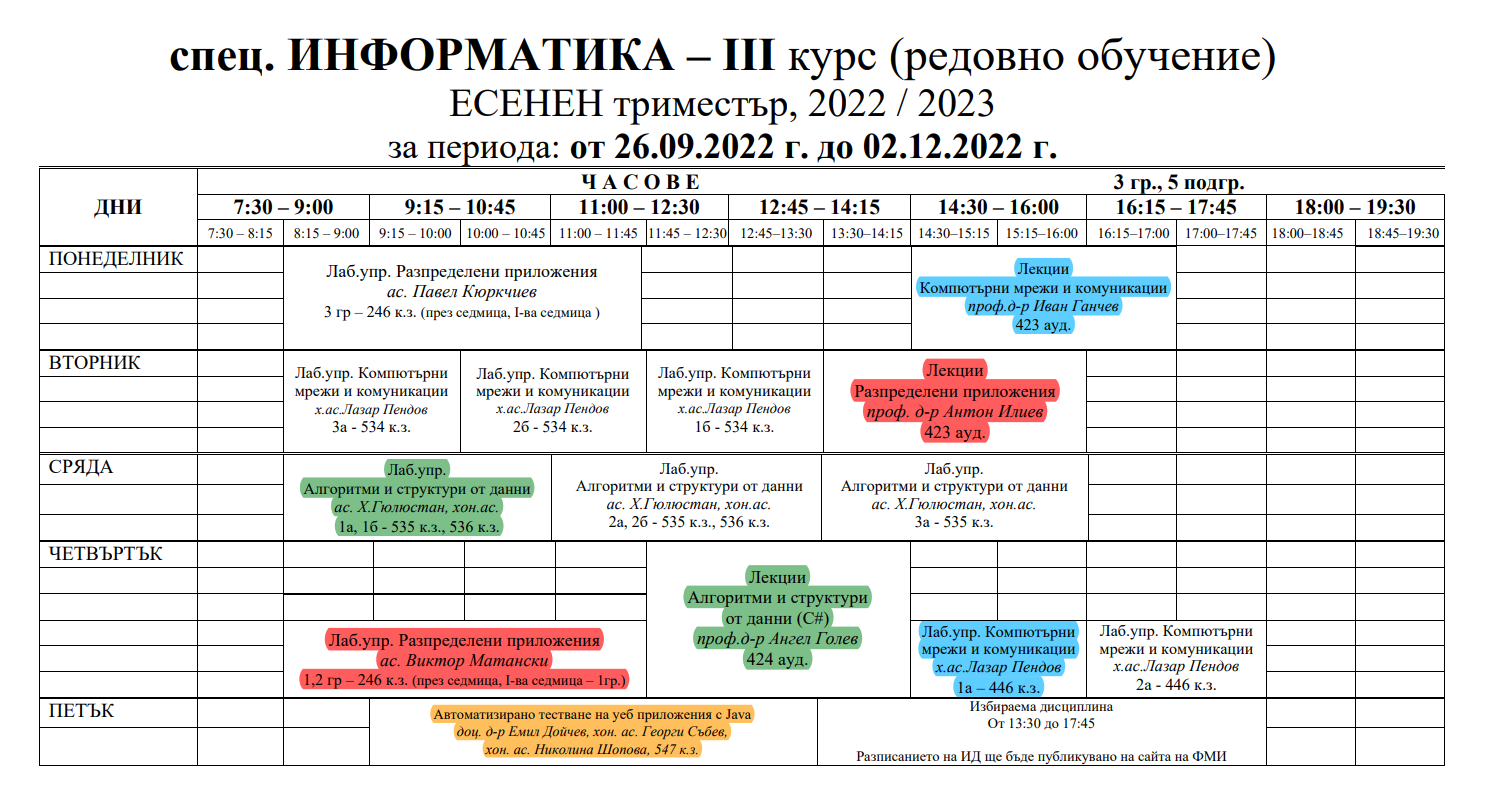 спец. ИНФОРМАТИКА – III курс (редовно обучение)
ЕСЕНЕН триместър, 2022 / 2023
за периода: от 26.09.2022 г. до 02.12.2022 г.
ДНИ
Ч А С О В Е
3 гр., 5 подгр.
7:30 – 9:00 9:15 – 10:45 11:00 – 12:30 12:45 – 14:15 14:30 – 16:00 16:15 – 17:45 18:00 – 19:30
7:30 – 8:15 8:15 – 9:00 9:15 – 10:00 10:00 – 10:45 11:00 – 11:45 11:45 – 12:30 12:45–13:30 13:30–14:15 14:30–15:15 15:15–16:00 16:15–17:00 17:00–17:45 18:00–18:45 18:45–19:30
ПОНЕДЕЛНИК
Лаб.упр. Разпределени приложения
ас. Павел Кюркчиев
3 гр – 246 к.з. (през седмица, I-ва седмица )
Лекции
Компютърни мрежи и комуникации
проф.д-р Иван Ганчев
423 ауд.
ВТОРНИК
Лаб.упр. Компютърни
мрежи и комуникации
х.ас.Лазар Пендов
3а - 534 к.з.
Лаб.упр. Компютърни
мрежи и комуникации
х.ас.Лазар Пендов
2б - 534 к.з.
Лаб.упр. Компютърни
мрежи и комуникации
х.ас.Лазар Пендов
1б - 534 к.з.
Лекции
Разпределени приложения
проф. д-р Антон Илиев
423 ауд.
СРЯДА
Лаб.упр.
Алгоритми и структури от данни
ас. Х.Гюлюстан, хон.ас.
1а, 1б - 535 к.з., 536 к.з.
Лаб.упр.
Алгоритми и структури от данни
ас. Х.Гюлюстан, хон.ас.
2а, 2б - 535 к.з., 536 к.з.
Лаб.упр.
Алгоритми и структури от данни
ас. Х.Гюлюстан, хон.ас.
3а - 535 к.з.
ЧЕТВЪРТЪК
Лаб.упр. Разпределени приложения
ас. Виктор Матански
1,2 гр – 246 к.з. (през седмица, I-ва седмица – 1гр.)
Лекции
Алгоритми и структури
от данни (C#)
проф.д-р Ангел Голев
424 ауд.
Лаб.упр. Компютърни
мрежи и комуникации
х.ас.Лазар Пендов
1а – 446 к.з.
Лаб.упр. Компютърни
мрежи и комуникации
х.ас.Лазар Пендов
2а - 446 к.з.
ПЕТЪК
Автоматизирано тестване на уеб приложения с Java
доц. д-р Емил Дойчев, хон. ас. Георги Събев,
хон. ас. Николина Шопова, 547 к.з.
Избираема дисциплина
От 13:30 до 17:45
Разписанието на ИД ще бъде публикувано на сайта на ФМИ